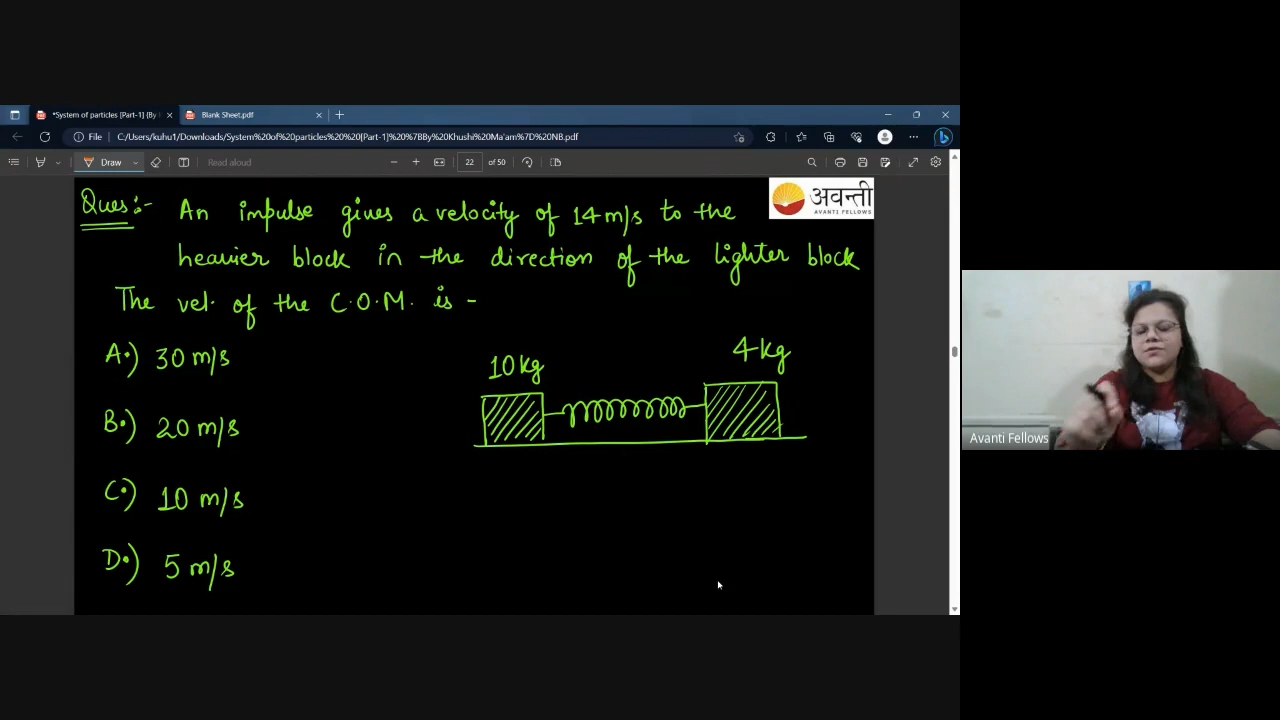 *System of particles [Part-1] {By
Blank Sheet.pdf
File
C:/Users/kuhu1/Downloads/System%20of%20particles%20%20[Part-1]%20%7BBy%20Khushi%20Ma'am%7D%20NB.pdf
Draw
Read aloud
22
of 50
Ques:- An impulse gives a velocity of 14 m/s to the
heavier block in the direction of the lighter block
The vel. of the C.O.M. is -
A.) 30 m/s
B.) 20 m/s
C.) 10 m/s
D.) 5 m/s
10 kg
4 kg
अवन्ती
AVANTI FELLOWS
Avanti Fellows